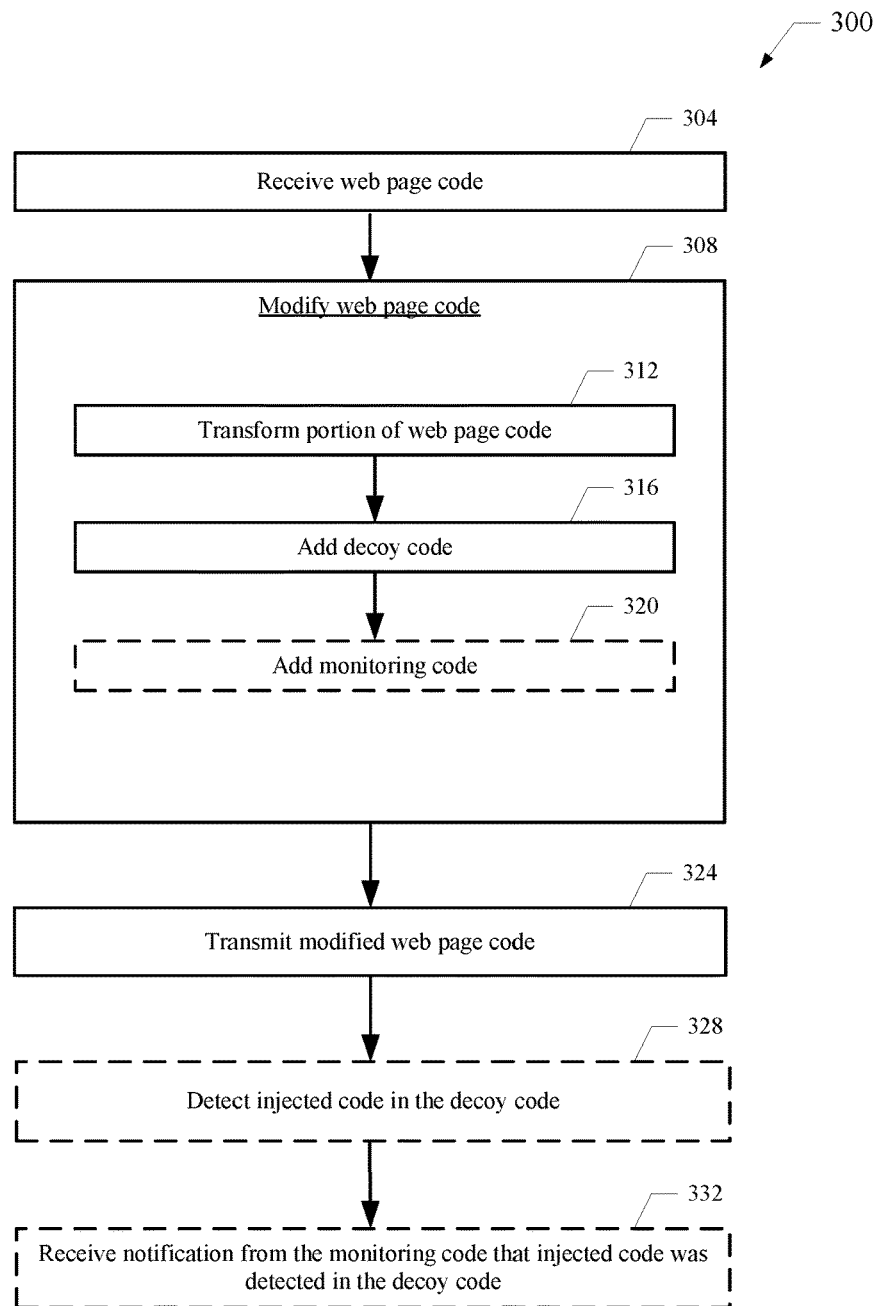 300
304
Receive web page code
308
Modify web page code
312
Transform portion of web page code
316
Add decoy code
320
Add monitoring code
324
Transmit modified web page code
328
Detect injected code in the decoy code
332
Receive notification from the monitoring code that injected code was
detected in the decoy code